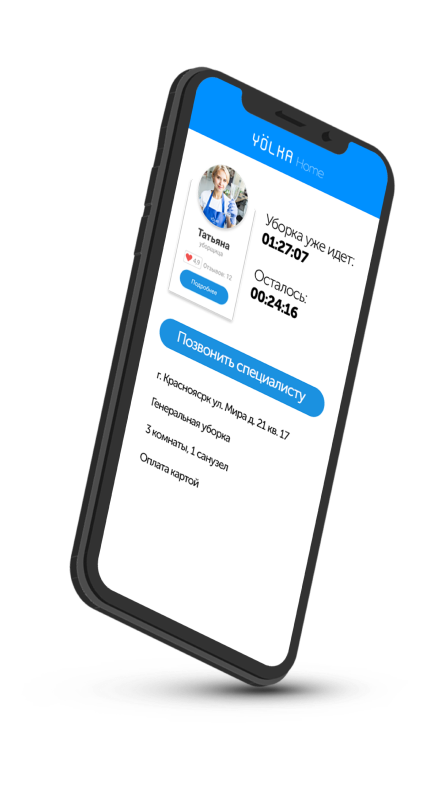 YÖLKA Home
Татьяна
уборщица
4,9 Отзывов: 12
Подробнее
Уборка уже идет:
01:27:07
Осталось:
00:24:16
Позвонить специалисту
г. Красноясрк ул. Мира д, 21 кв. 17
Генеральная уборка
3 комнаты, 1 санузел
Оплата картой